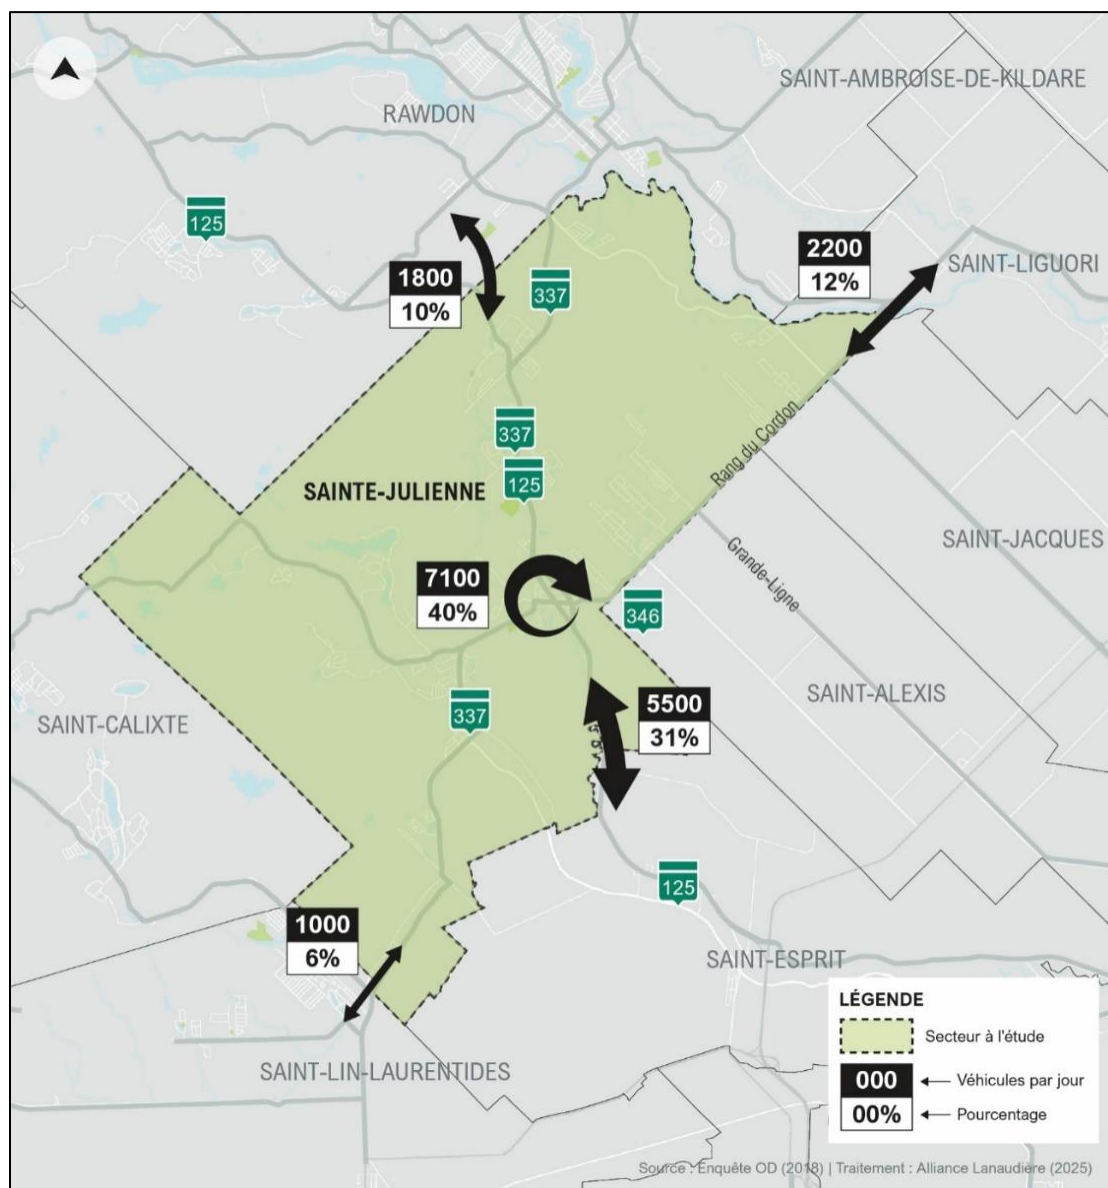 SAINT-AMBROISE-DE-KILDARE
RAWDON
125
2200
12%
SAINT-LIGUORI
1800
10%
337
Rang du Cordon
337
SAINTE-JULIENNE
125
SAINT-JACQUES
Grande-Ligne
7100
40%
346
SAINT-ALEXIS
337
5500
31%
SAINT-CALIXTE
125
1000
6%
SAINT-ESPRIT
SAINT-LIN-LAURENTIDES
LÉGENDE
Secteur à l'étude
000
Véhicules par jour
00%
Pourcentage
Source : Enquête OD (2018) | Traitement : Alliance Lanaudière (2025)